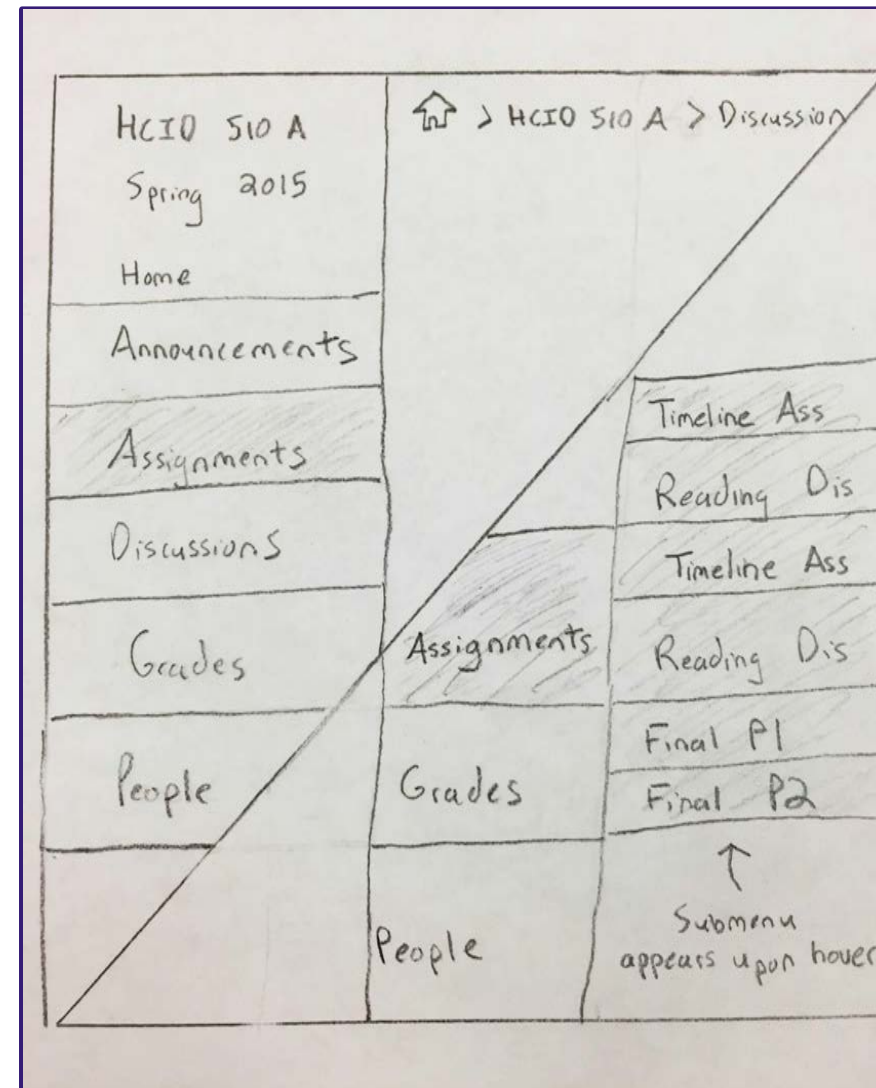 HCID 510 A
Spring 2015
Home
Announcements
Assignments
Discussions
Grades
People
> HCID 510 A > Discussion
Timeline Ass
Reading Dis
Timeline Ass
Reading Dis
Final P1
Final P2
Assignments
Grades
People
↑
Submenu
appears upon hover